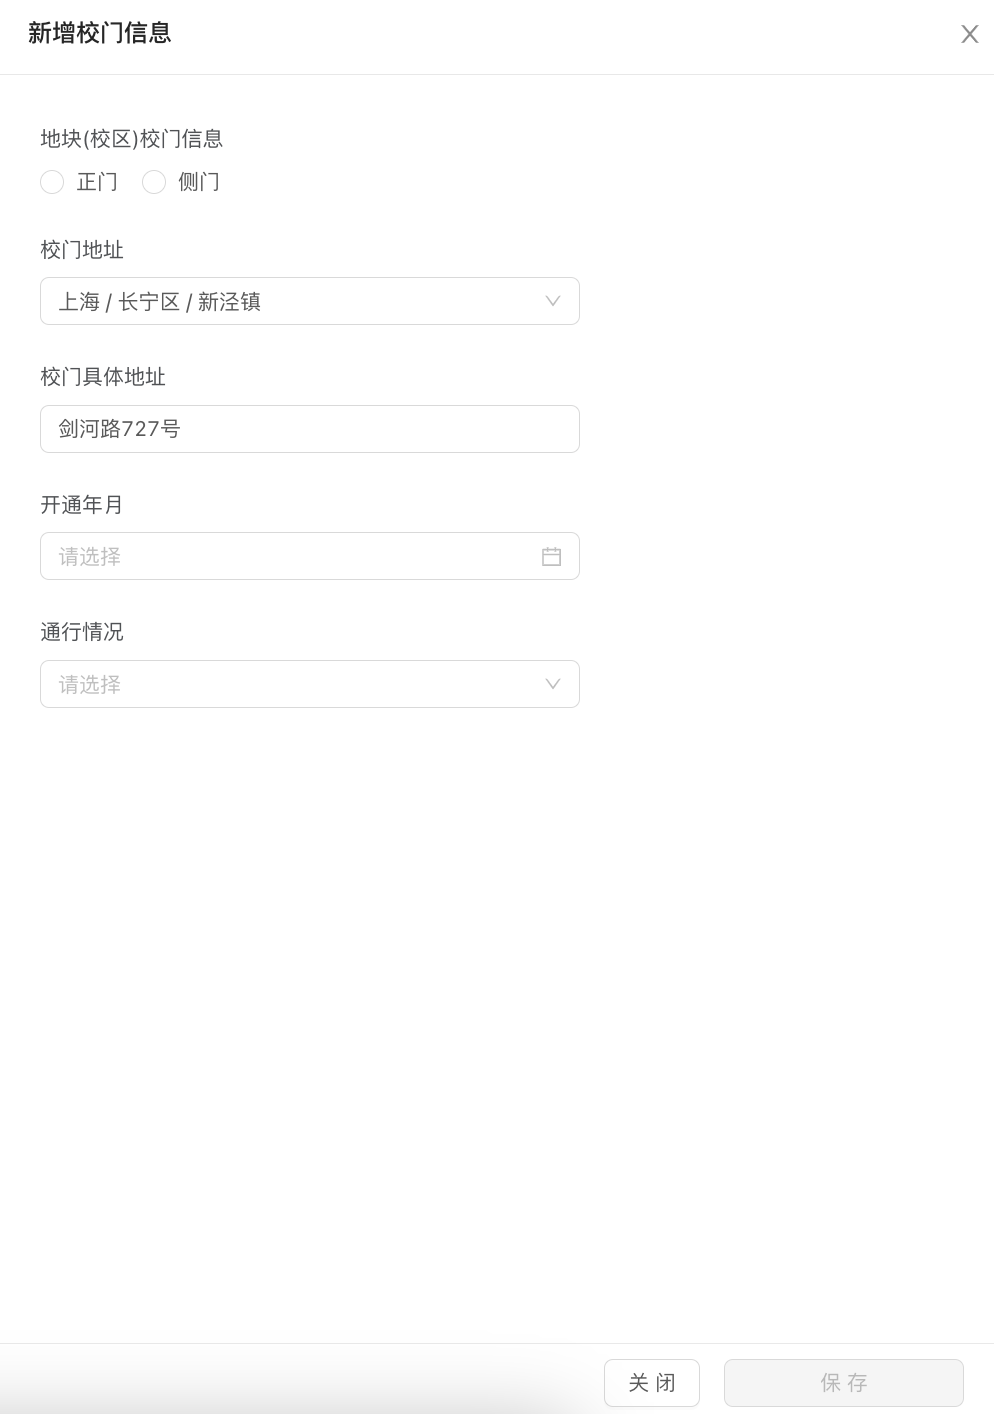 新增校门信息
地块(校区)校门信息
正门 侧门
校门地址
上海 / 长宁区 / 新泾镇
校门具体地址
剑河路727号
开通年月
请选择
通行情况
请选择
关 闭 保 存